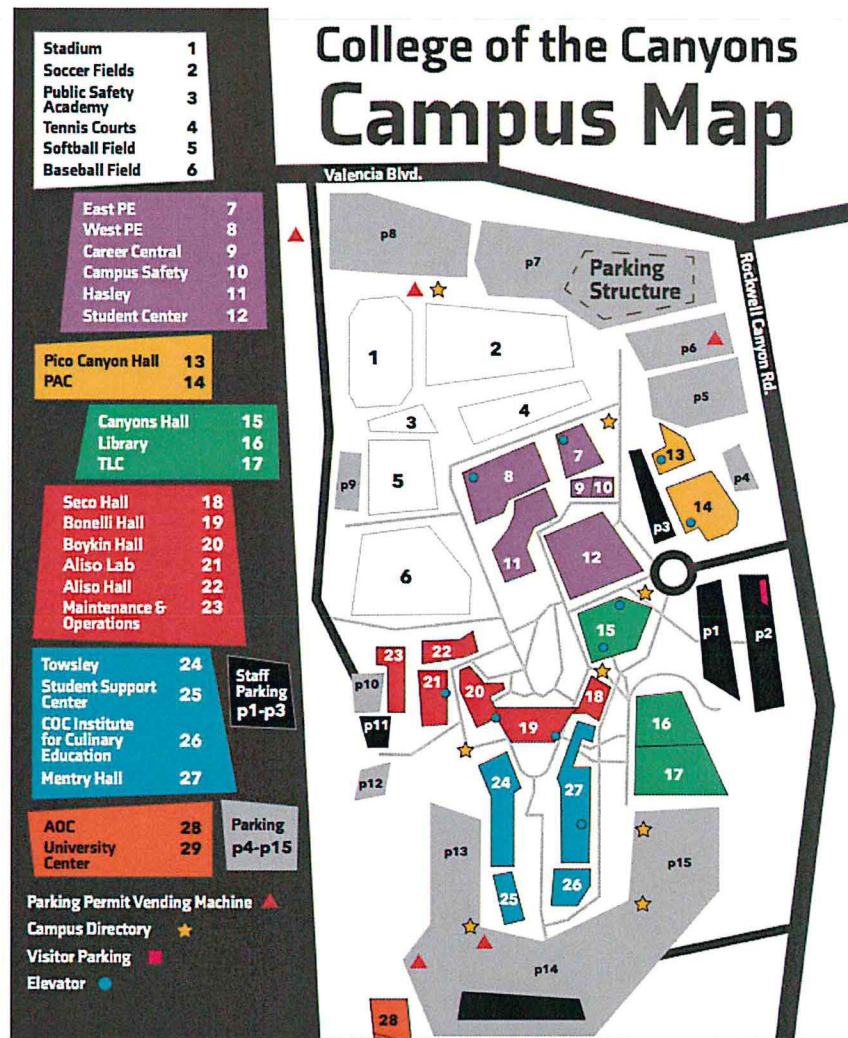 College of the Canyons
Campus Map
Stadium 1
Soccer Fields 2
Public Safety
Academy 3
Tennis Courts 4
Softball Field 5
Baseball Field 6
East PE 7
West PE 8
Career Central 9
Campus Safety 10
Hasley 11
Student Center 12
Pico Canyon Hall 13
PAC 14
Canyons Hall 15
Library 16
TLC 17
Seco Hall 18
Bonelli Hall 19
Boykin Hall 20
Aliso Lab 21
Aliso Hall 22
Maintenance & 23
Operations
Towsley 24
Student Support
Center 25
COC Institute
for Culinary 26
Education
Mentry Hall 27
Staff
Parking
p1-p3
AOC 28
University 29
Center
Parking
p4-p15
Parking Permit Vending Machine
Campus Directory
Visitor Parking
Elevator
Valencia Blvd.
Rockwell Canyon Rd.
p8
p7
Parking
Structure
p6
p5
1
2
3
4
5
p9
6
7
8
9 10
11
12
13
14
p4
p3
p1
p2
15
16
17
18
19
20
21
22
23
p10
p11
p12
24
27
25
26
p13
p15
p14
28